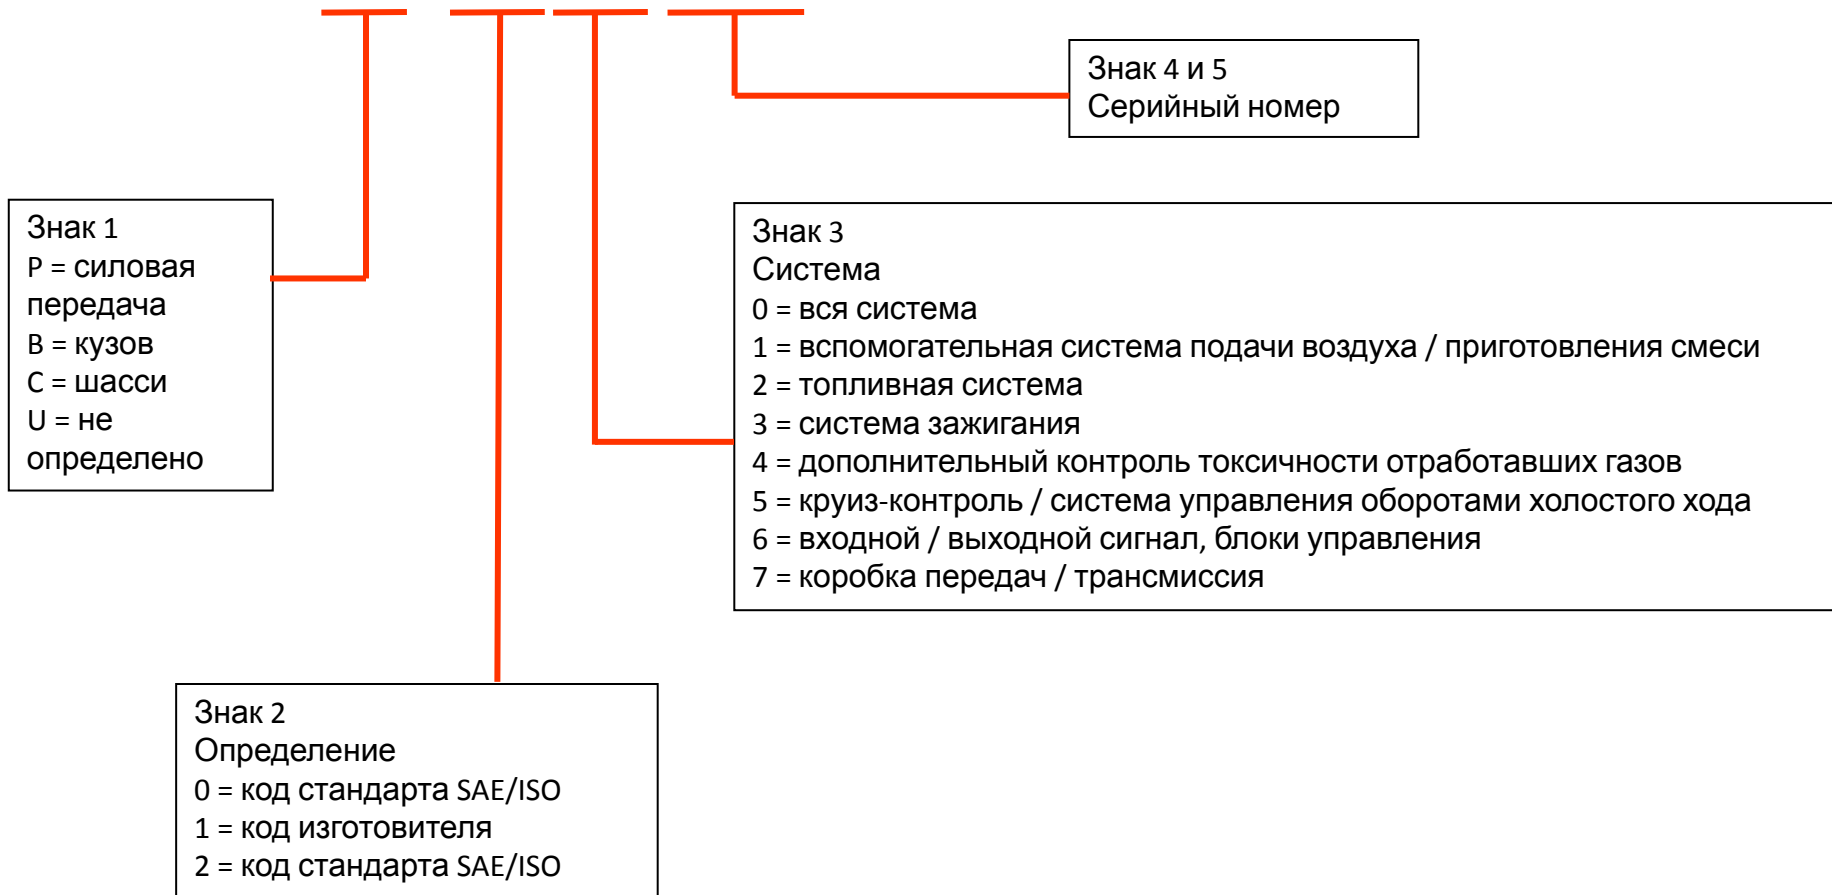 Знак 4 и 5
Серийный номер
Знак 1
P = силовая
передача
B = кузов
C = шасси
U = не
определено
Знак 3
Система
0 = вся система
1 = вспомогательная система подачи воздуха / приготовления смеси
2 = топливная система
3 = система зажигания
4 = дополнительный контроль токсичности отработавших газов
5 = круиз-контроль / система управления оборотами холостого хода
6 = входной / выходной сигнал, блоки управления
7 = коробка передач / трансмиссия
Знак 2
Определение
0 = код стандарта SAE/ISO
1 = код изготовителя
2 = код стандарта SAE/ISO